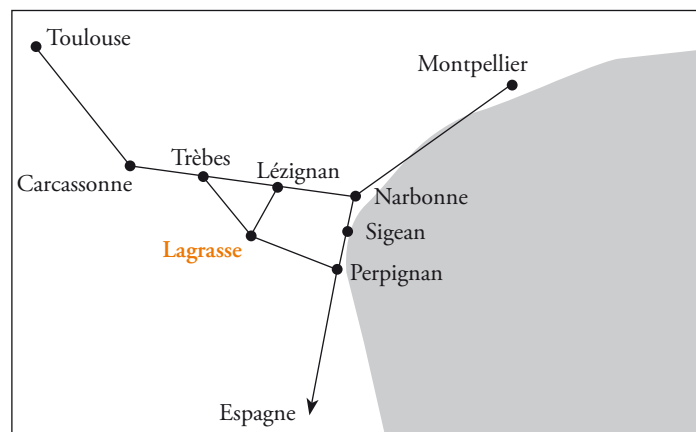 Toulouse
Montpellier
Trèbes
Lézignan
Carcassonne
Narbonne
Sigean
Lagrasse
Perpignan
Espagne